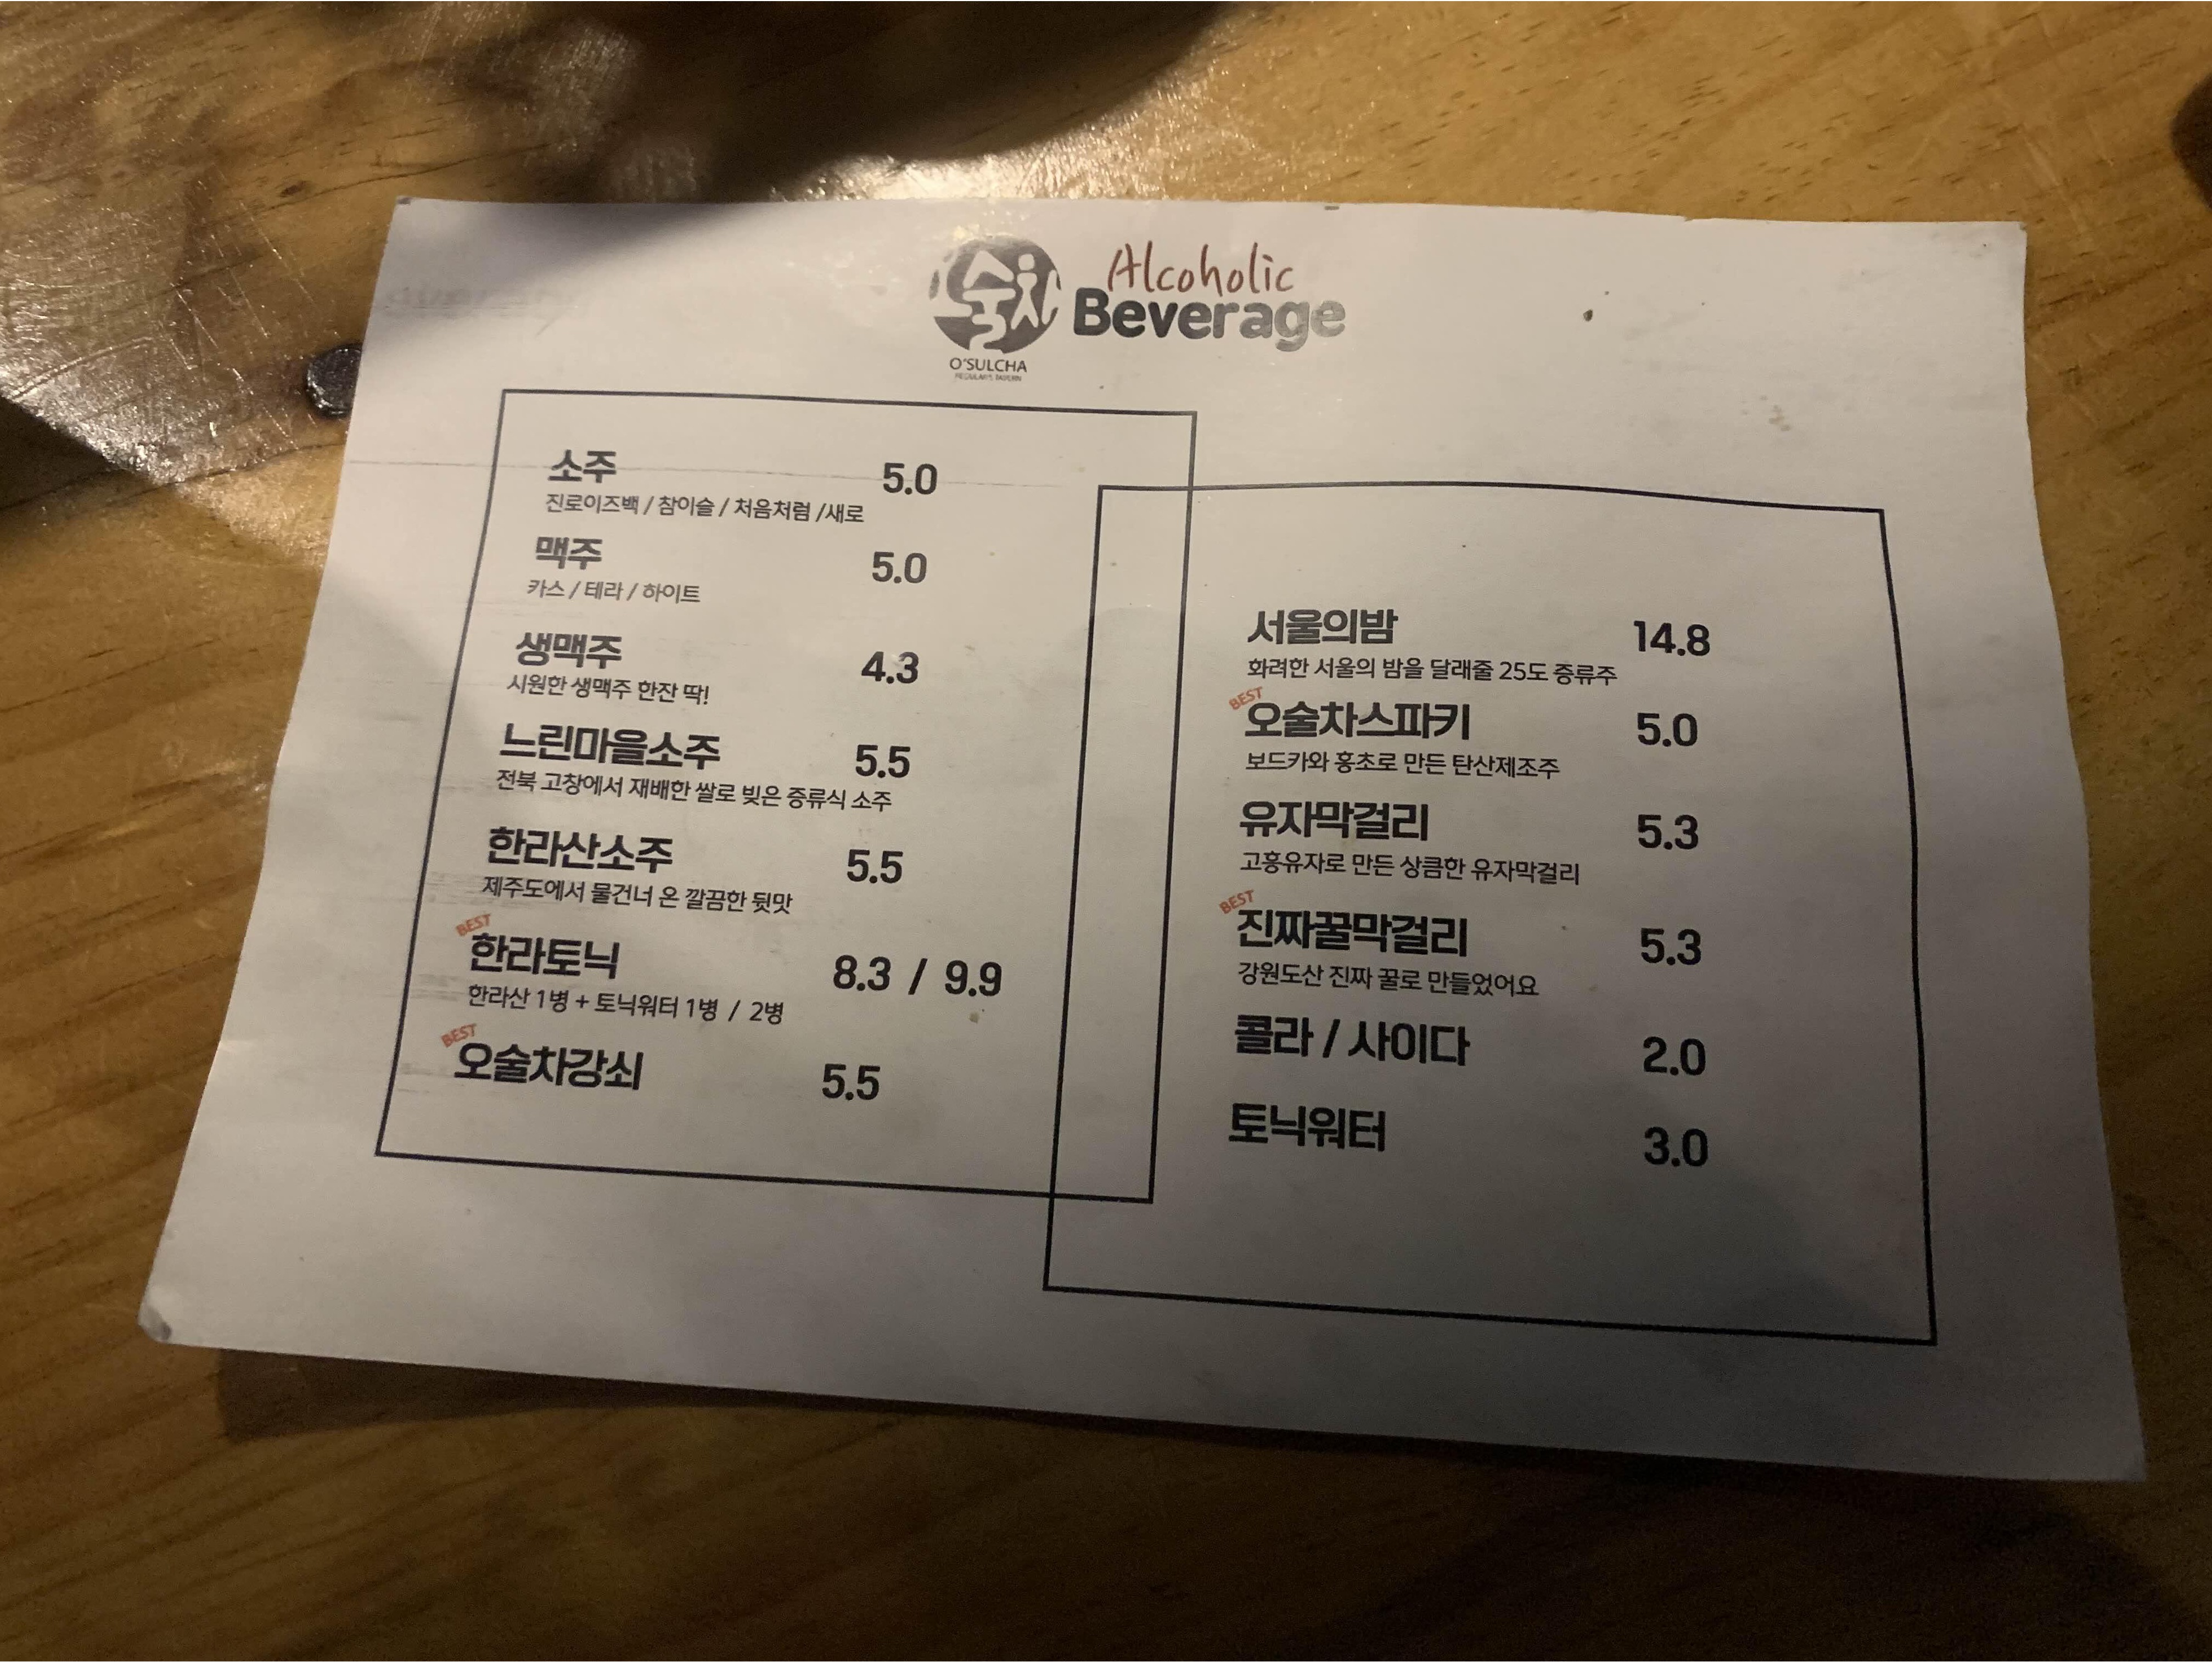 오술차
Alcoholic
Beverage
O'SULCHA
소주 5.0
진로이즈백 / 참이슬 / 처음처럼 /새로
맥주 5.0
카스 / 테라 / 하이트
생맥주 4.3
시원한 생맥주 한잔 딱!
느린마을소주 5.5
전북 고창에서 재배한 쌀로 빚은 증류식 소주
한라산소주 5.5
제주도에서 물건너 온 깔끔한 뒷맛
BEST
한라토닉 8.3 / 9.9
한라산 1병 + 토닉워터 1병 / 2병
BEST
오술차강쇠 5.5
서울의밤 14.8
화려한 서울의 밤을 달래줄 25도 증류주
BEST
오술차스파키 5.0
보드카와 홍초로 만든 탄산제조주
유자막걸리 5.3
고흥유자로 만든 상큼한 유자막걸리
BEST
진짜꿀막걸리 5.3
강원도산 진짜 꿀로 만들었어요
콜라 / 사이다 2.0
토닉워터 3.0